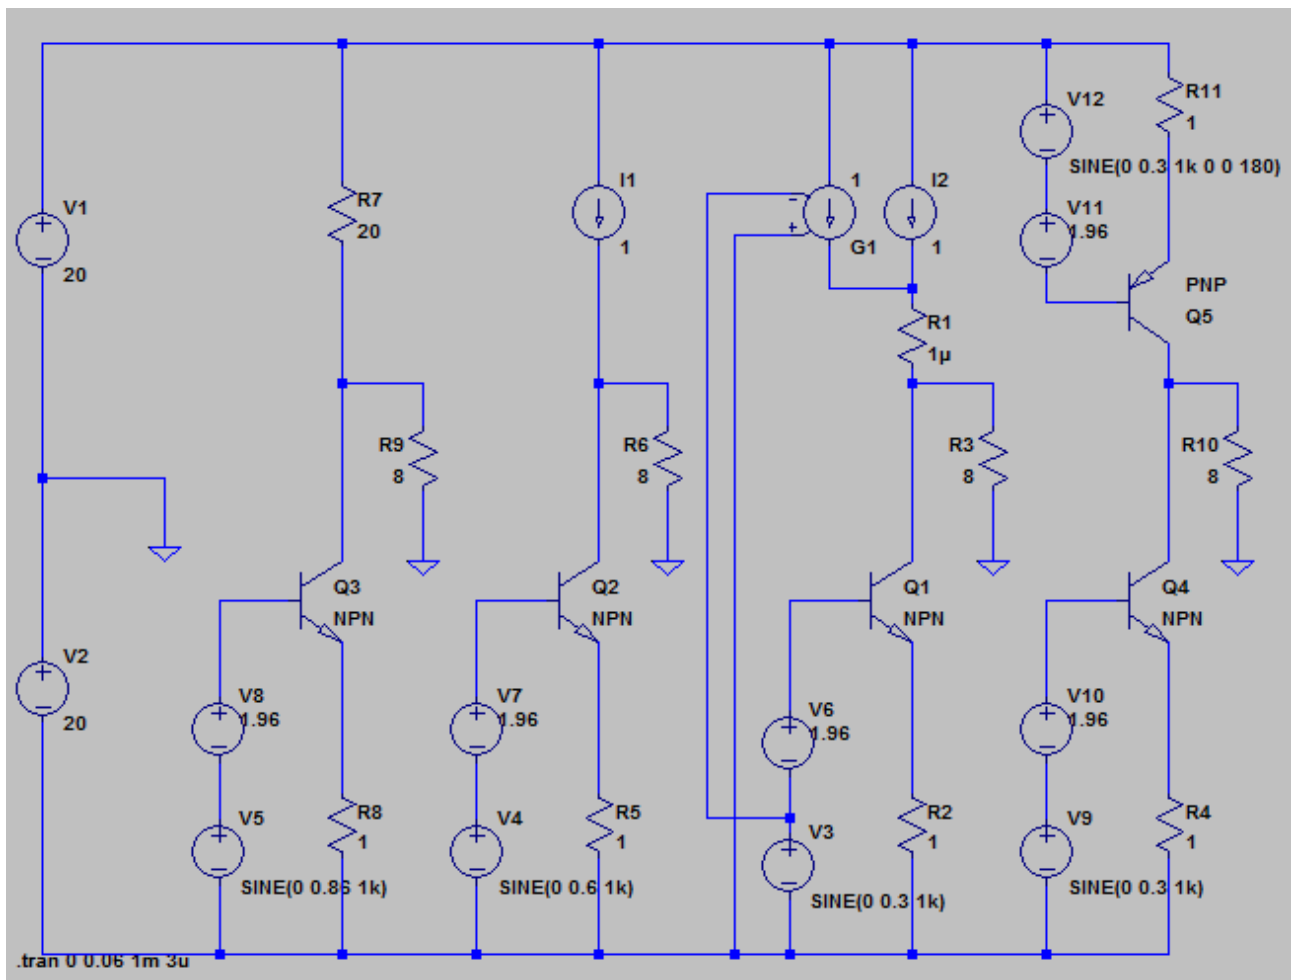 V1
20
V2
20
R7
20
R9
8
Q3
NPN
V8
1.96
V5
SINE(0 0.86 1k)
R8
1
I1
1
R6
8
Q2
NPN
V7
1.96
V4
SINE(0 0.6 1k)
R5
1
1
G1
I2
1
R1
1µ
R3
8
Q1
NPN
V6
1.96
V3
SINE(0 0.3 1k)
R2
1
V12
SINE(0 0.3 1k 0 0 180)
V11
1.96
R11
1
PNP
Q5
R10
8
Q4
NPN
V10
1.96
V9
SINE(0 0.3 1k)
R4
1
.tran 0 0.06 1m 3u